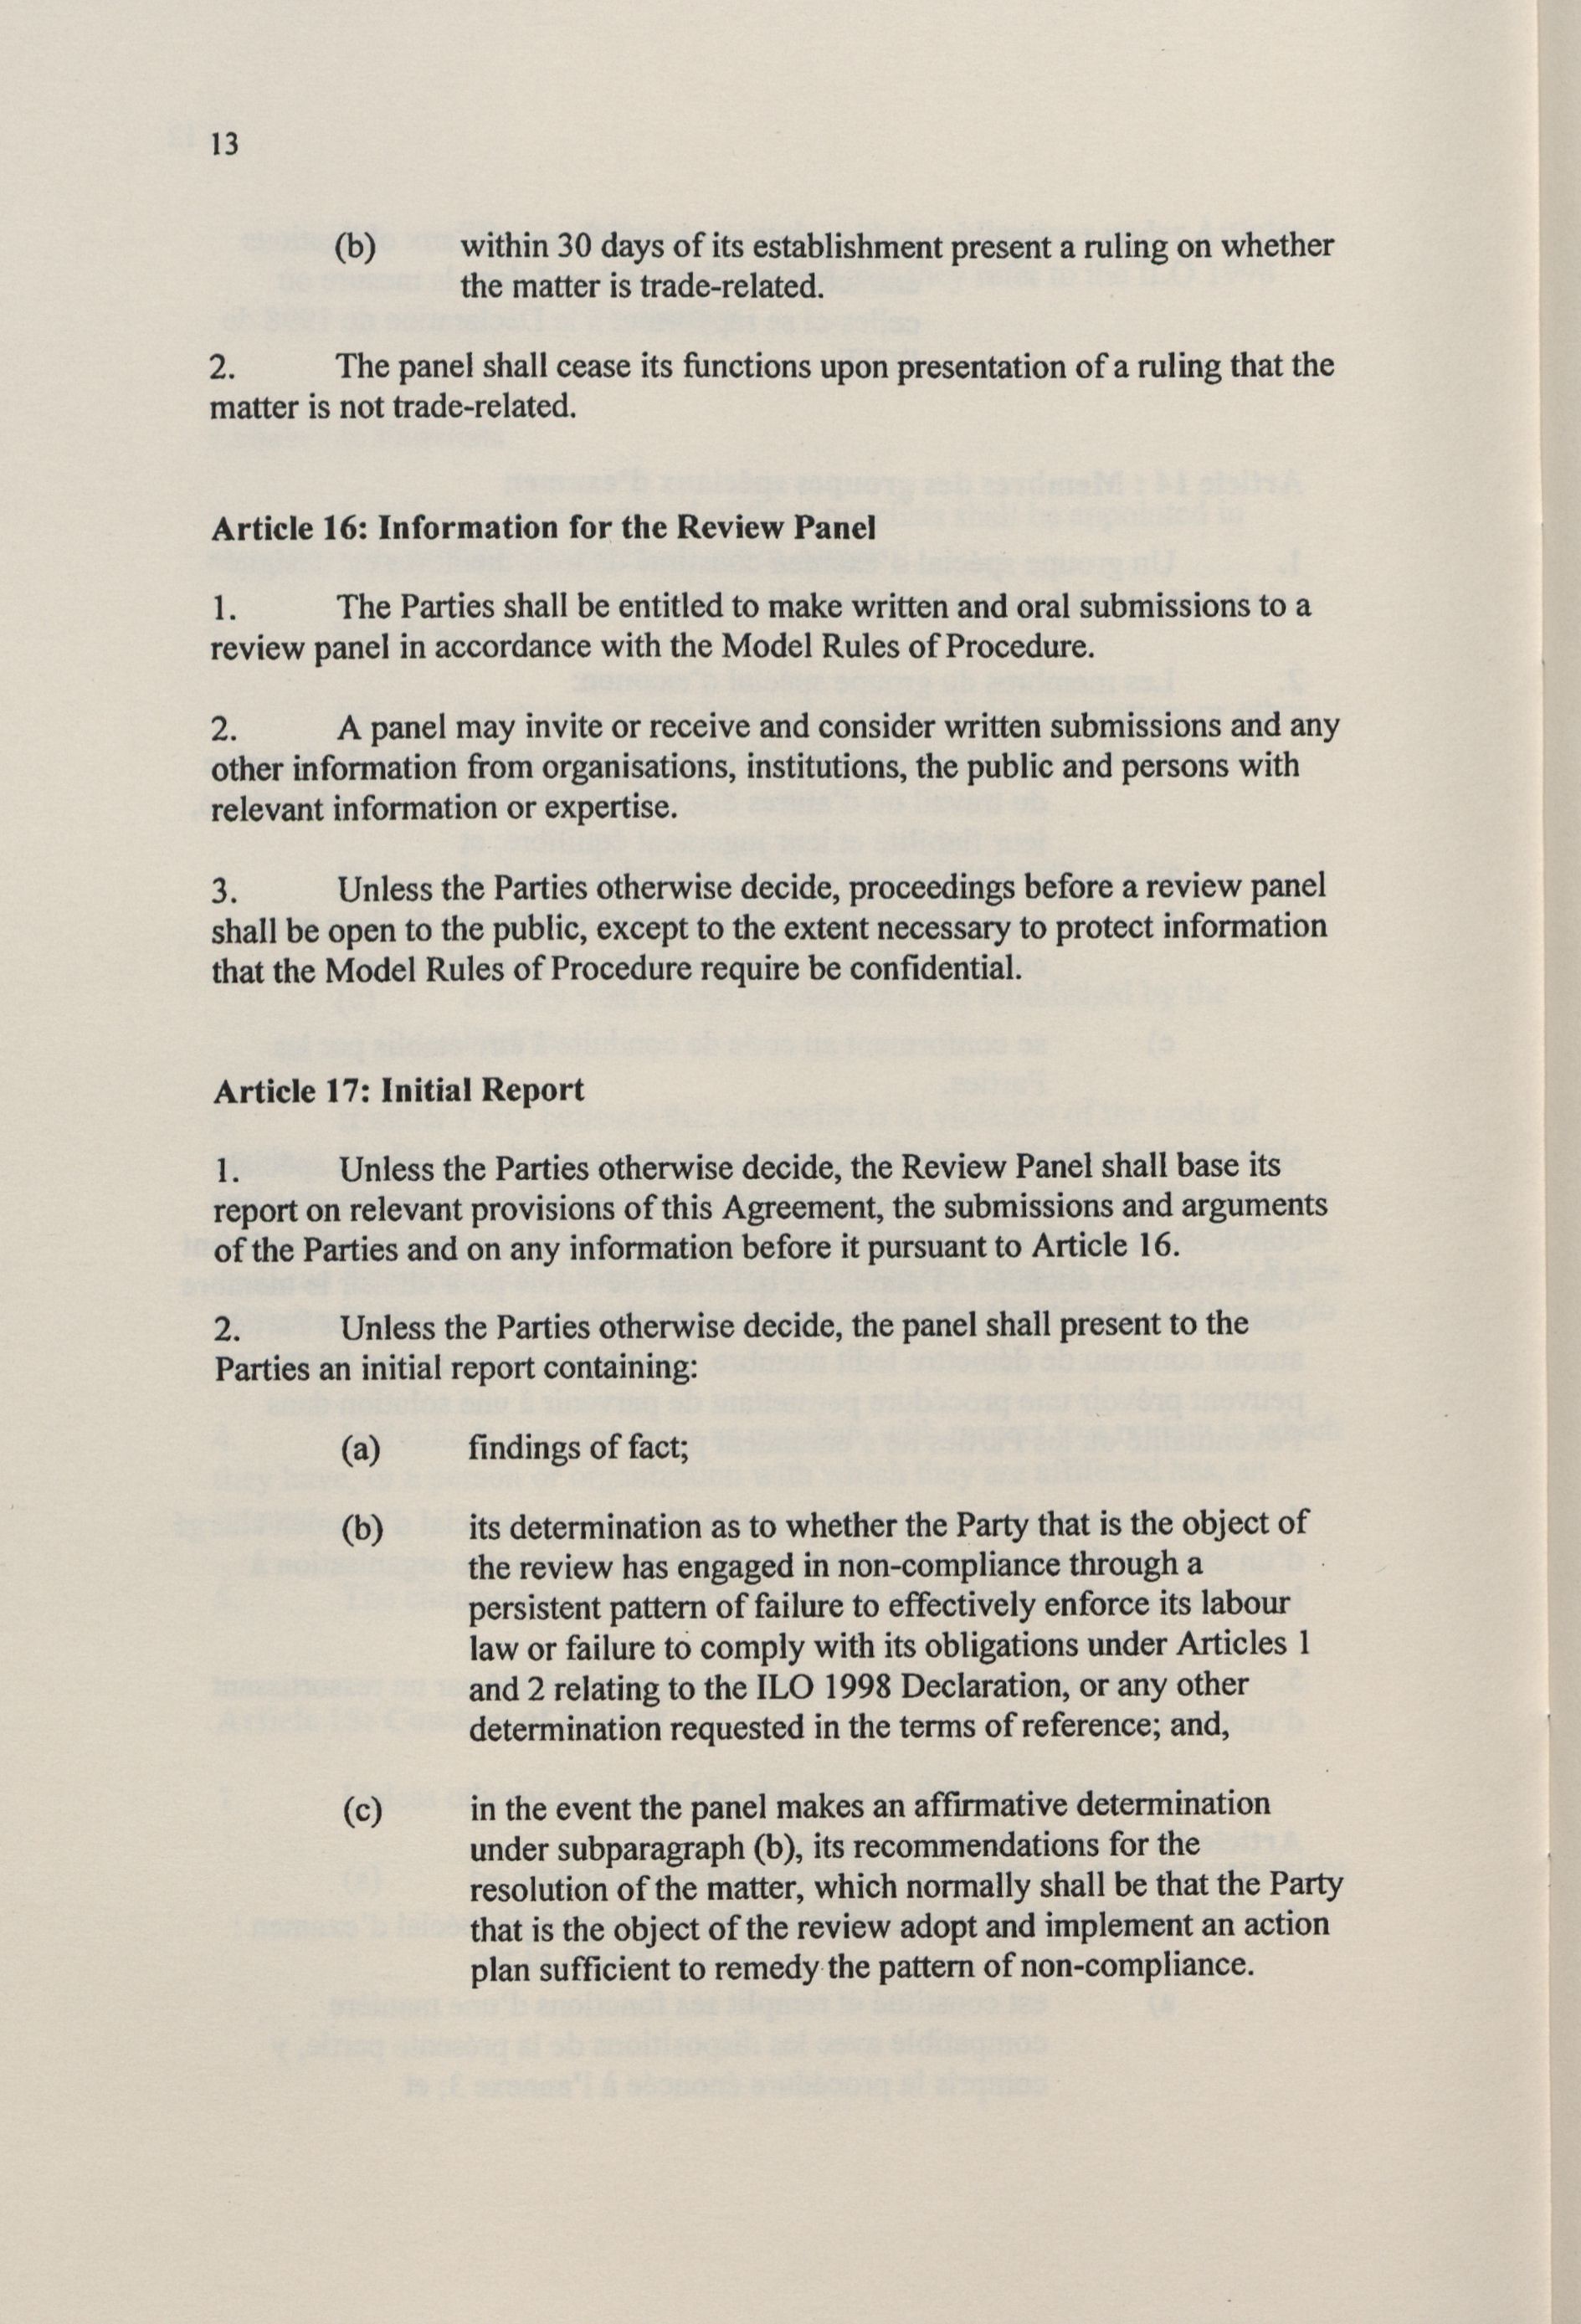 13
(b) within 30 days of its establishment present a ruling on whether
the matter is trade-related.
2. The panel shall cease its functions upon presentation of a ruling that the
matter is not trade-related.
Article 16: Information for the Review Panel
1. The Parties shall be entitled to make written and oral submissions to a
review panel in accordance with the Model Rules of Procedure.
2. A panel may invite or receive and consider written submissions and any
other information from organisations, institutions, the public and persons with
relevant information or expertise.
3. Unless the Parties otherwise decide, proceedings before a review panel
shall be open to the public, except to the extent necessary to protect information
that the Model Rules of Procedure require be confidential.
Article 17: Initial Report
1. Unless the Parties otherwise decide, the Review Panel shall base its
report on relevant provisions of this Agreement, the submissions and arguments
of the Parties and on any information before it pursuant to Article 16.
2. Unless the Parties otherwise decide, the panel shall present to the
Parties an initial report containing:
(a) findings of fact;
(b) its determination as to whether the Party that is the object of
the review has engaged in non-compliance through a
persistent pattern of failure to effectively enforce its labour
law or failure to comply with its obligations under Articles 1
and 2 relating to the ILO 1998 Declaration, or any other
determination requested in the terms of reference; and,
(c) in the event the panel makes an affirmative determination
under subparagraph (b), its recommendations for the
resolution of the matter, which normally shall be that the Party
that is the object of the review adopt and implement an action
plan sufficient to remedy the pattern of non-compliance.